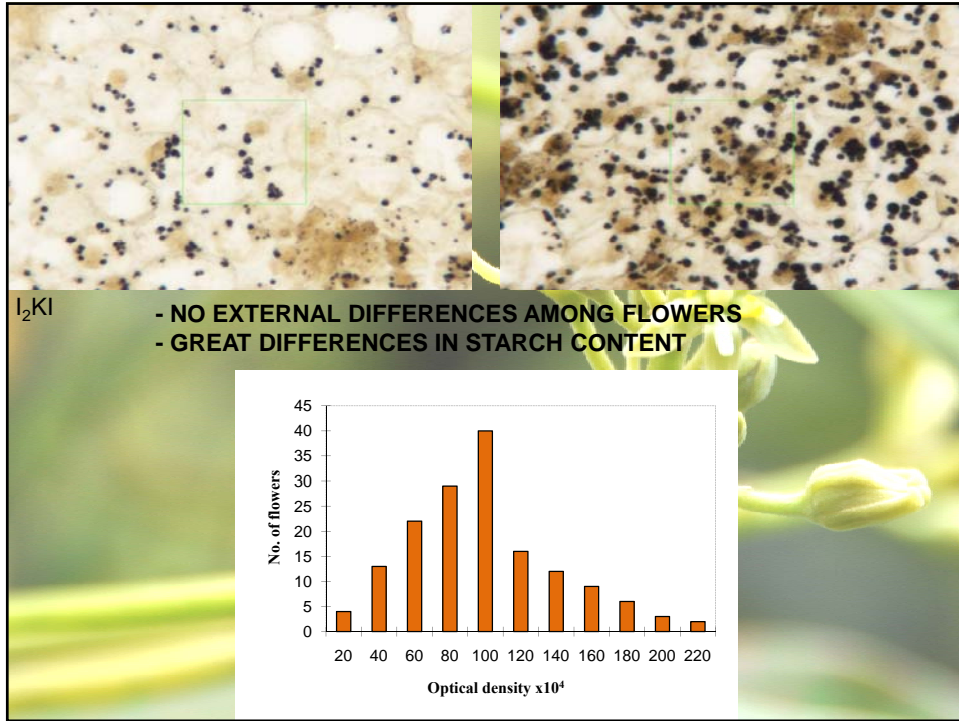 I₂KI
- NO EXTERNAL DIFFERENCES AMONG FLOWERS
- GREAT DIFFERENCES IN STARCH CONTENT
45
40
35
30
25
20
15
10
5
0
No. of flowers
20 40 60 80 100 120 140 160 180 200 220
Optical density x10⁴